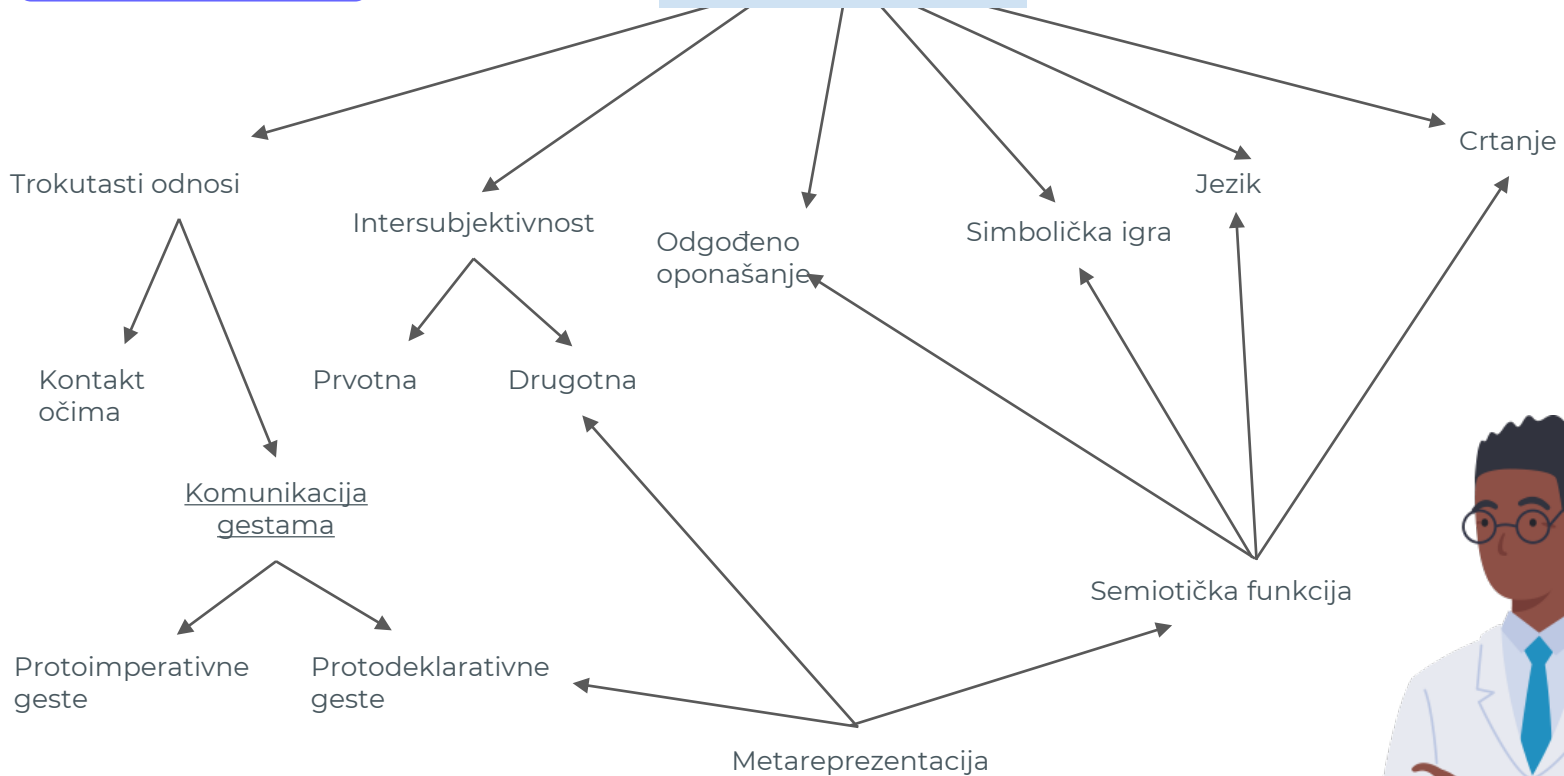 Crtanje
Trokutasti odnosi
Jezik
Intersubjektivnost
Simbolička igra
Odgođeno
oponašanje
Kontakt
očima
Prvotna
Drugotna
Komunikacija
gestama
Semiotička funkcija
Protoimperativne
geste
Protodeklarativne
geste
Metareprezentacija